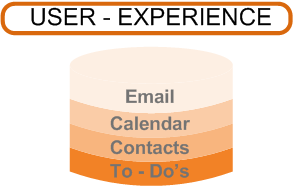 USER - EXPERIENCE
Email
Calendar
Contacts
To - Do's